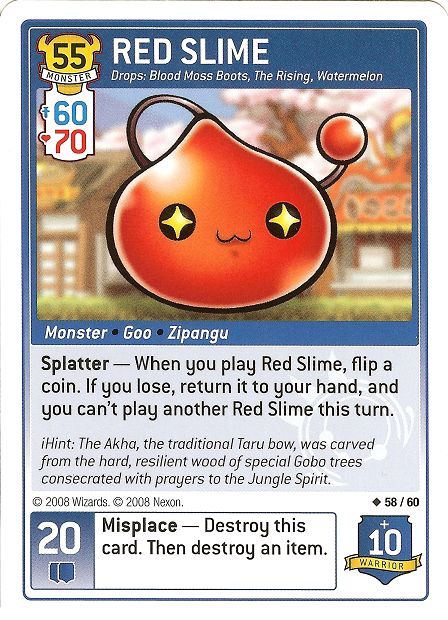 55
MONSTER
RED SLIME
Drops: Blood Moss Boots, The Rising, Watermelon
60
70
Monster • Goo • Zipangu
Splatter — When you play Red Slime, flip a
coin. If you lose, return it to your hand, and
you can't play another Red Slime this turn.
iHint: The Akha, the traditional Taru bow, was carved
from the hard, resilient wood of special Gobo trees
consecrated with prayers to the Jungle Spirit.
© 2008 Wizards. © 2008 Nexon.
◆ 58 / 60
20
Misplace — Destroy this
card. Then destroy an item.
+
10
WARRIOR